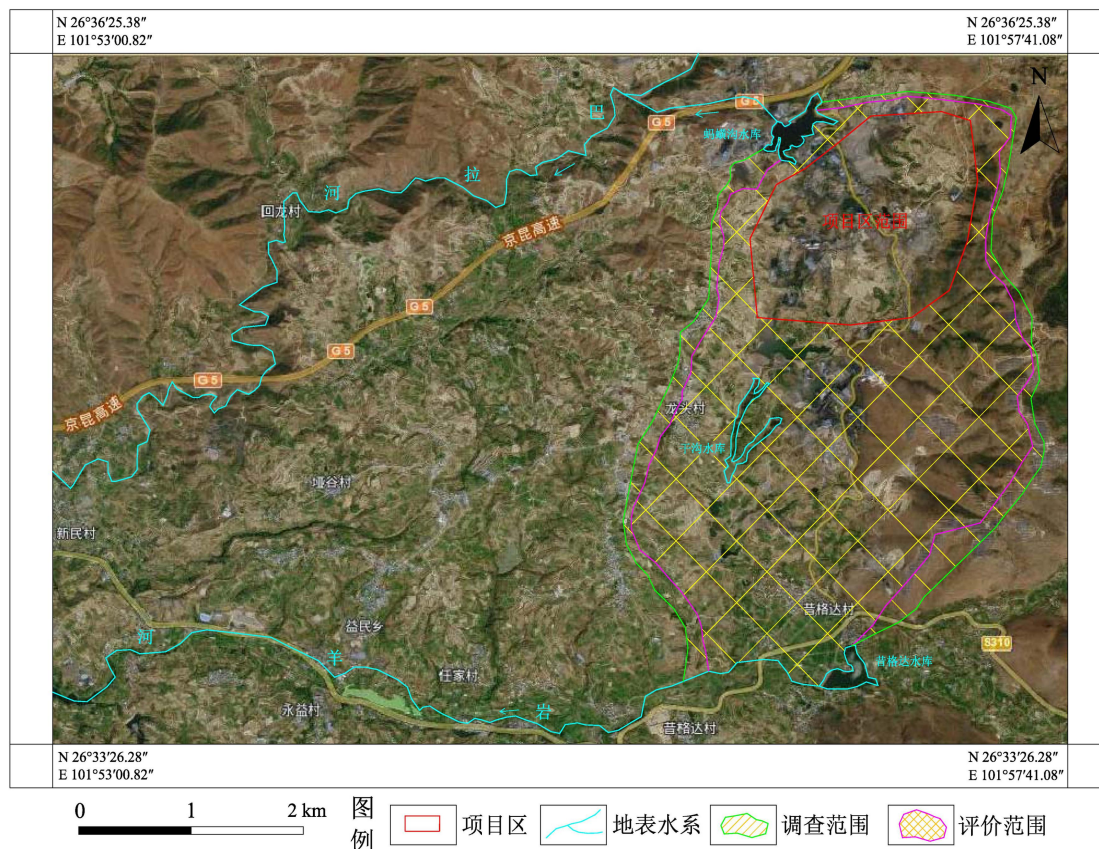 N 26°36′25.38″
E 101°53′00.82″
N 26°36′25.38″
E 101°57′41.08″
N
G5
巴
G5
蚂蟥沟水库
拉
河
回龙村
项目区范围
京昆高速
G5
G5
G5
京昆高速
龙头村
干沟水库
垭谷村
新民村
昔格达村
益民乡
河
羊
S310
昔格达水库
任家村
永益村
岩
昔格达村
N 26°33′26.28″
E 101°53′00.82″
N 26°33′26.28″
E 101°57′41.08″
0 1 2 km
图例
项目区
地表水系
调查范围
评价范围